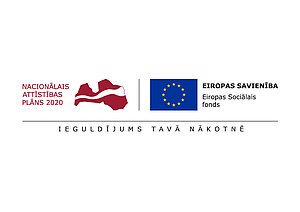 NACIONĀLAIS
ATTĪSTĪBAS
PLĀNS 2020
EIROPAS SAVIENĪBA
Eiropas Sociālais
fonds
IEGULDĪJUMS TAVĀ NĀKOTNĒ